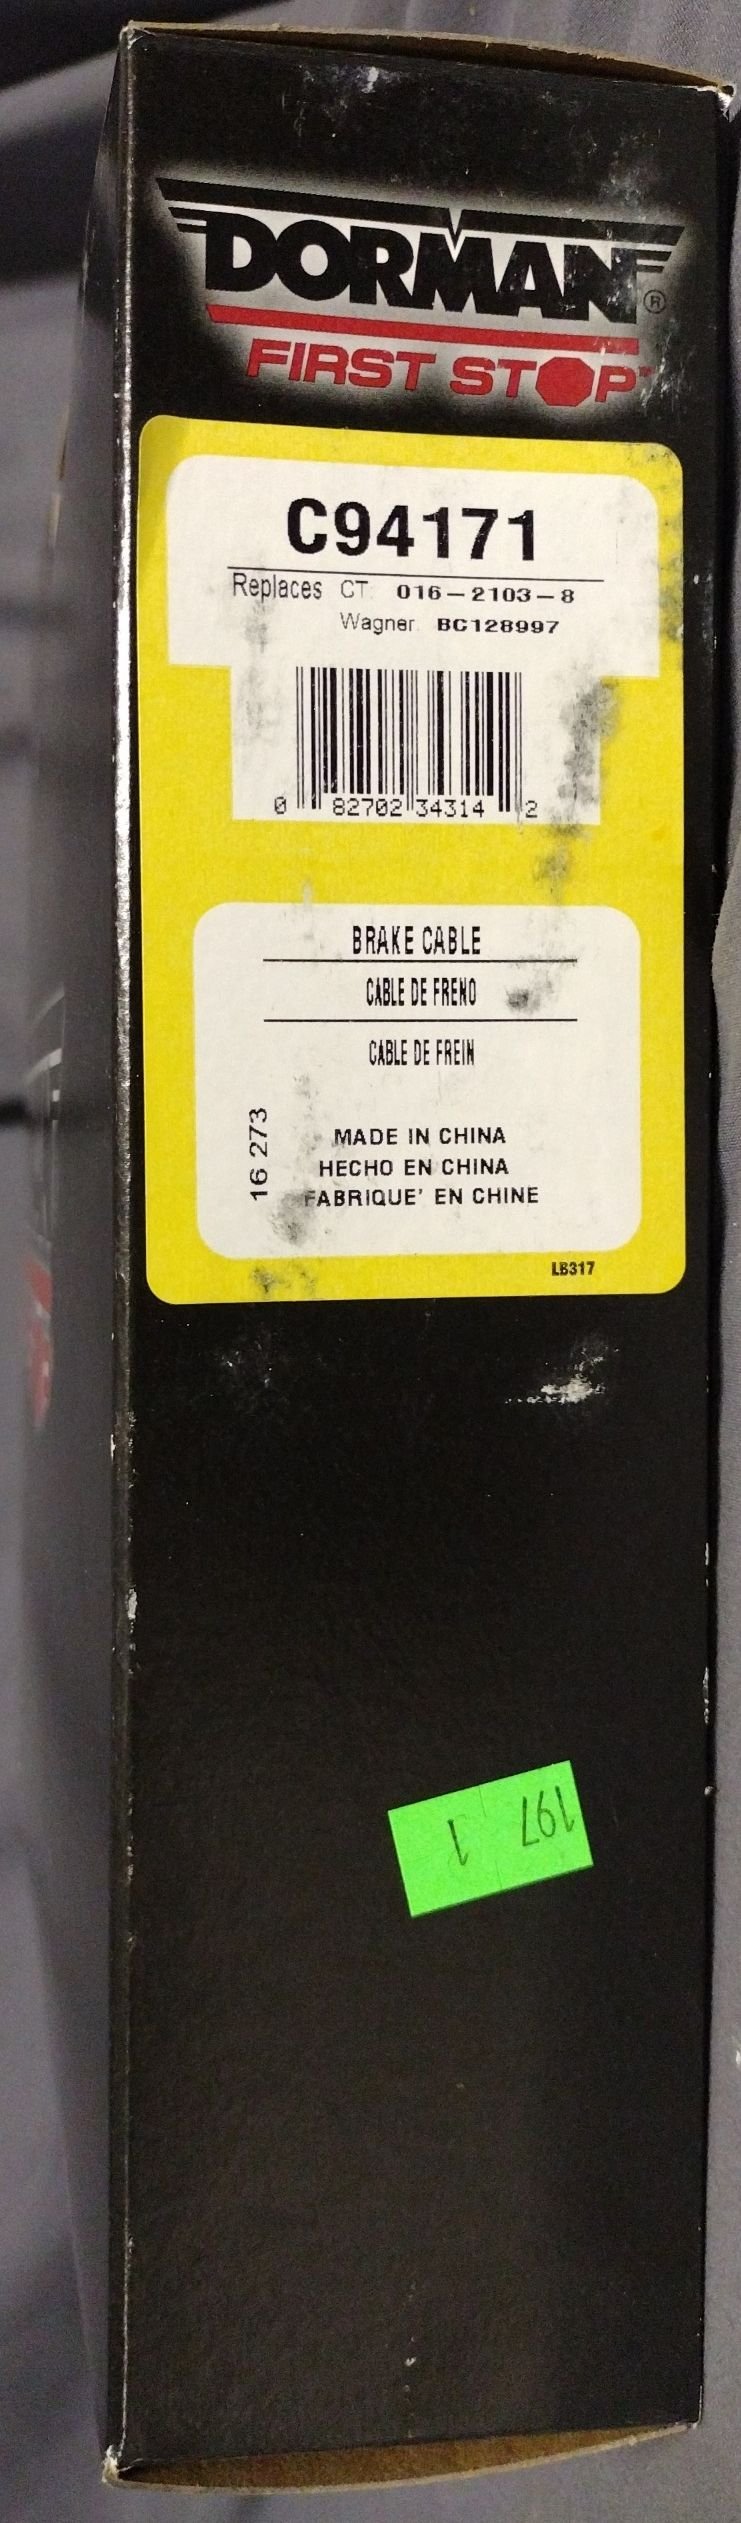 DORMAN®
FIRST STOP™
C94171
Replaces CT: 016-2103-8
Wagner: BC128997
0 82702 34314 2
BRAKE CABLE
CABLE DE FRENO
CABLE DE FREIN
16 273
MADE IN CHINA
HECHO EN CHINA
FABRIQUE' EN CHINE
LB317
197 1